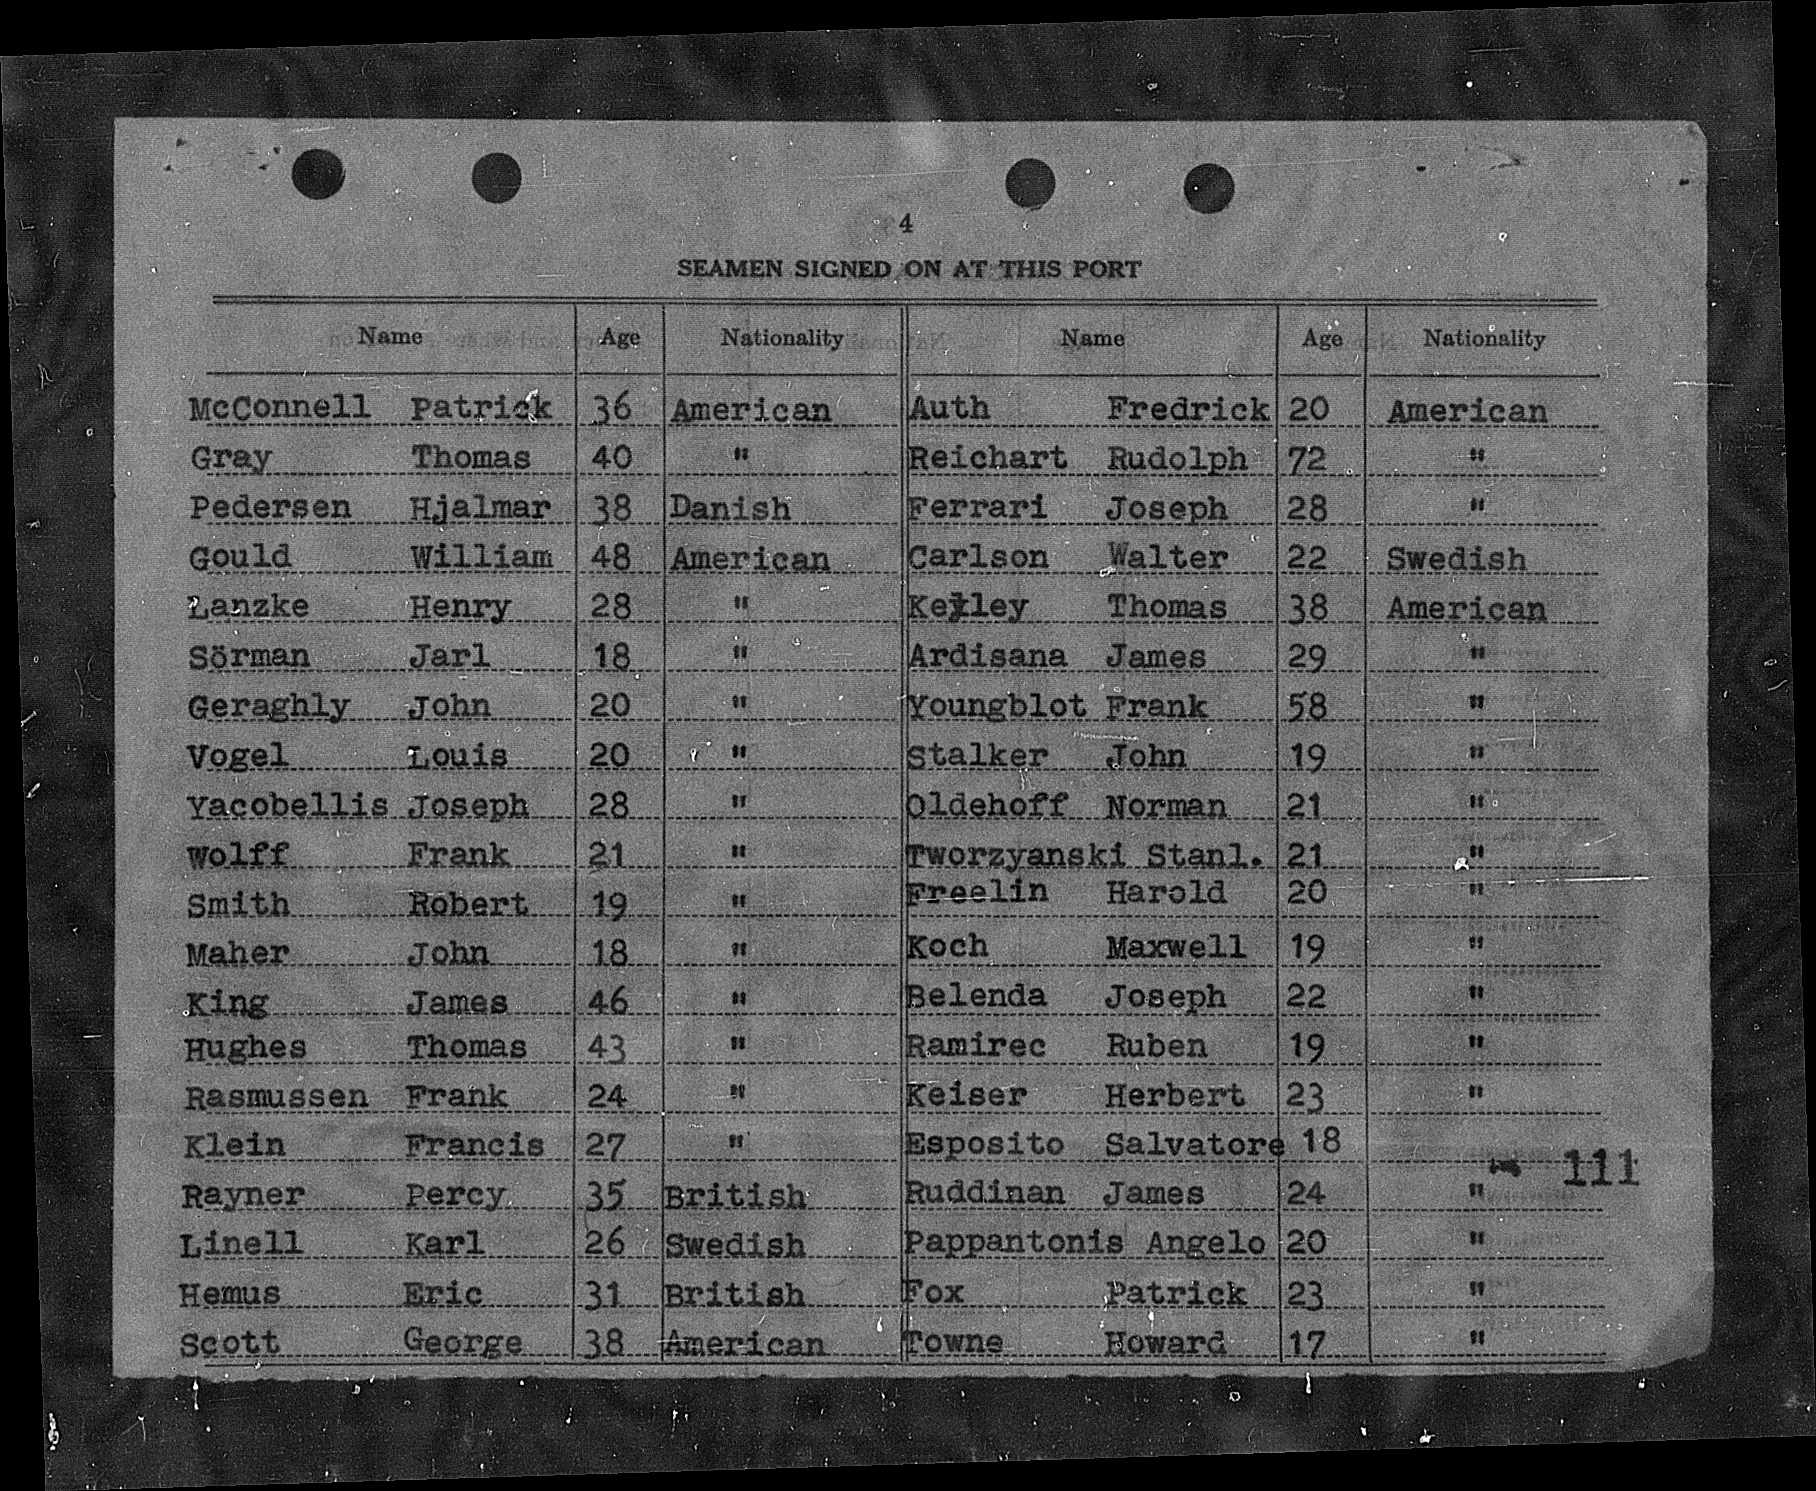 4
SEAMEN SIGNED ON AT THIS PORT
Name Age Nationality Name Age Nationality
McConnell Patrick 36 American Auth Fredrick 20 American
Gray Thomas 40 " Reichart Rudolph 72 "
Pedersen Hjalmar 38 Danish Ferrari Joseph 28 "
Gould William 48 American Carlson Walter 22 Swedish
Lanzke Henry 28 " Thomas 38 American
Sörman Jarl 18 " Ardisana James 29 "
Geraghly John 20 " Youngblot Frank 58 "
Vogel Louis 20 " Stalker John 19 "
Yacobellis Joseph 28 " Oldehoff Norman 21 "
Wolff Frank 21 " Tworzyanski Stanl. 21 "
Smith Robert 19 " Freelin Harold 20 "
Maher John 18 " Koch Maxwell 19 "
King James 46 " Belenda Joseph 22 "
Hughes Thomas 43 " Ramirec Ruben 19 "
Rasmussen Frank 24 " Keiser Herbert 23 "
Klein Francis 27 " Esposito Salvatore 18
111
Rayner Percy 35 British Ruddinan James 24 "
Linell Karl 26 Swedish Pappantonis Angelo 20 "
Hemus Eric 31 British Fox Patrick 23 "
Scott George 38 American Towne Howard 17 "